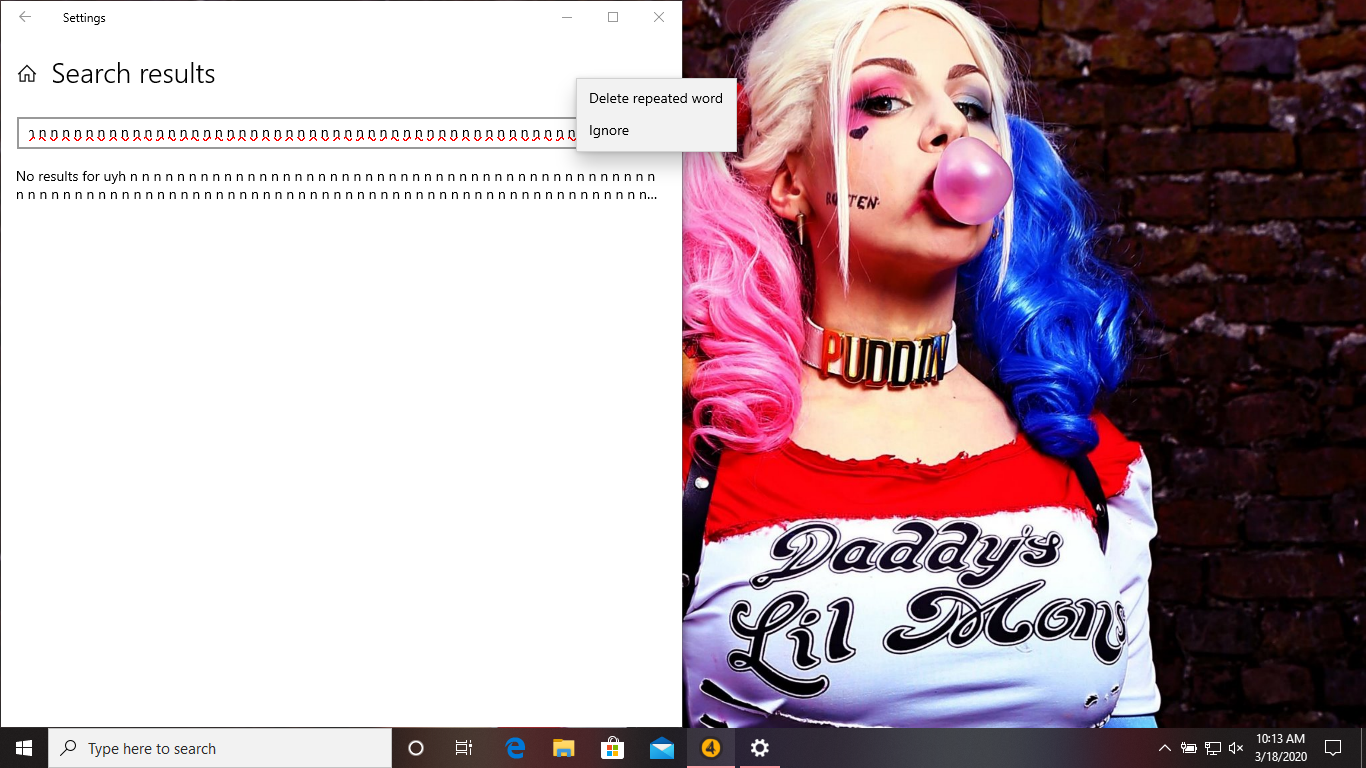 Settings
Search results
Delete repeated word
Ignore
n n n n n n n n n n n n n n n n n n n n n n n n n n n n n n n n n n n n n n n n n n n n n n n
No results for uyh n n n n n n n n n n n n n n n n n n n n n n n n n n n n n n n n n n n n n n n n n n n n n
n n n n n n n n n n n n n n n n n n n n n n n n n n n n n n n n n n n n n n n n n n n n n n n n n n n n n n...
ROTTEN
PUDDIN
Daddy's
Lil Mons
Type here to search
4
10:13 AM
3/18/2020